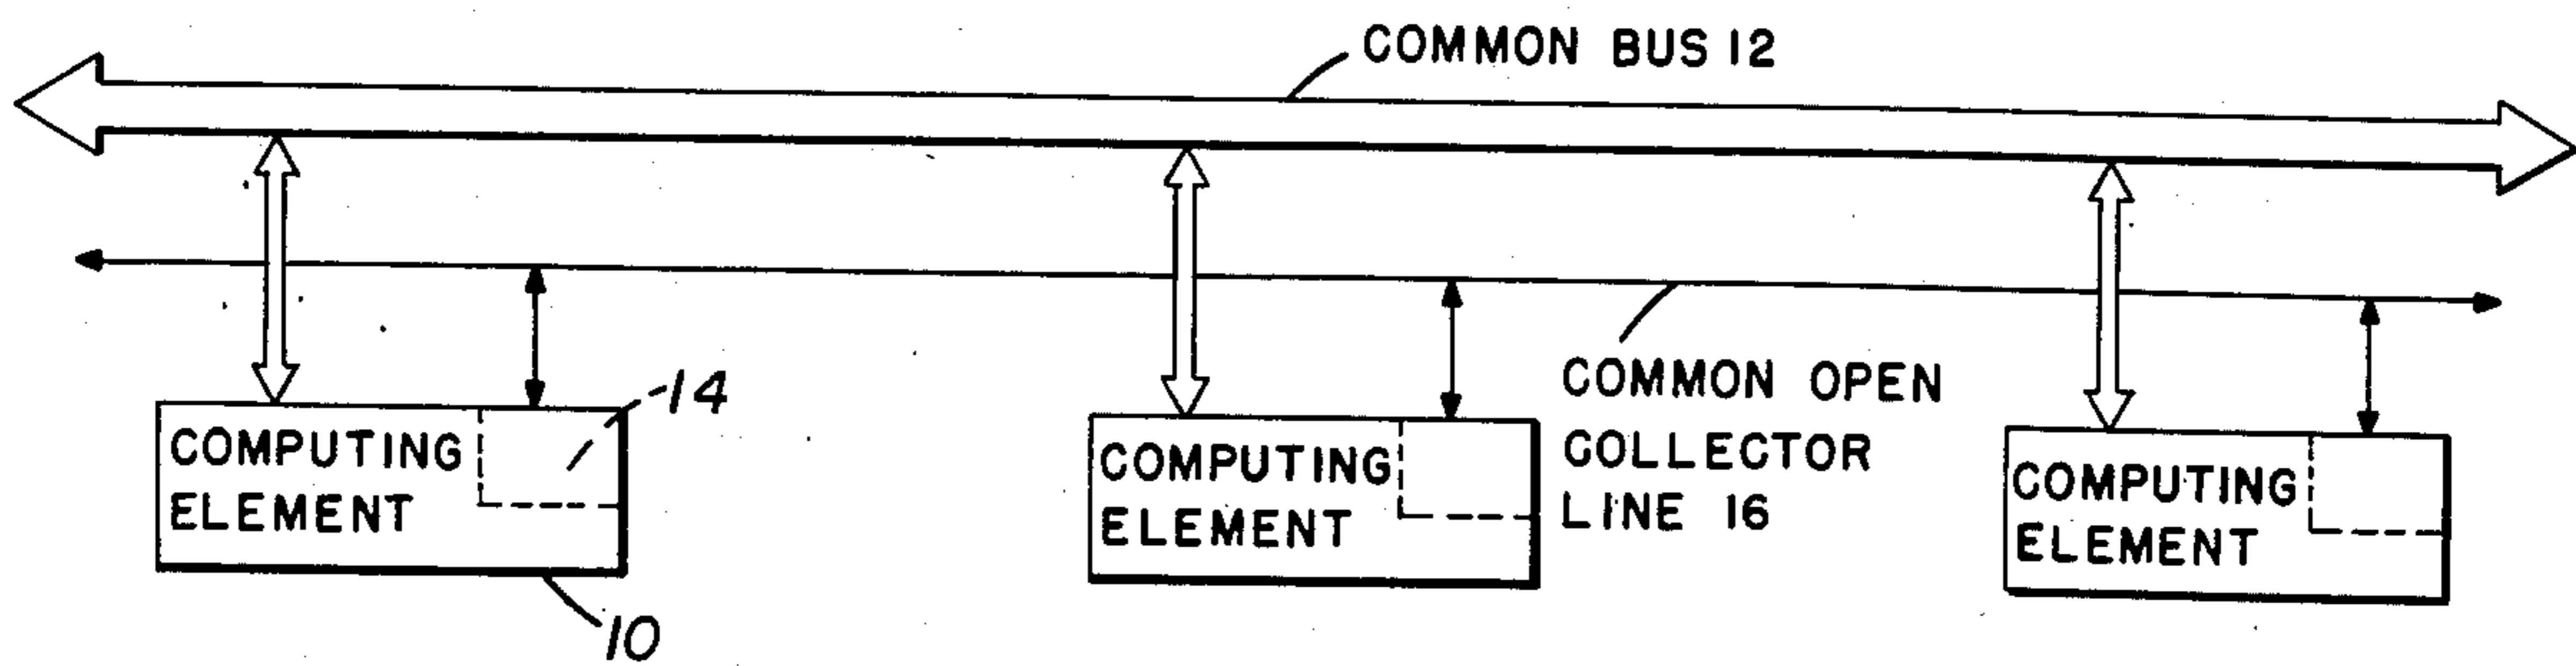 COMMON BUS 12
14
COMPUTING
ELEMENT
10
COMPUTING
ELEMENT
COMMON OPEN
COLLECTOR
LINE 16
COMPUTING
ELEMENT